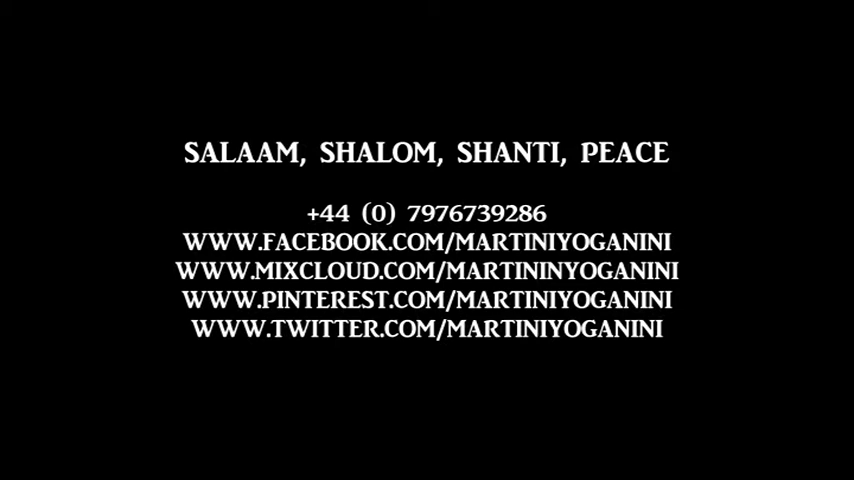 SALAAM, SHALOM, SHANTI, PEACE
+44 (0) 7976739286
WWW.FACEBOOK.COM/MARTINIYOGANINI
WWW.MIXCLOUD.COM/MARTININYOGANINI
WWW.PINTEREST.COM/MARTINIYOGANINI
WWW.TWITTER.COM/MARTINIYOGANINI